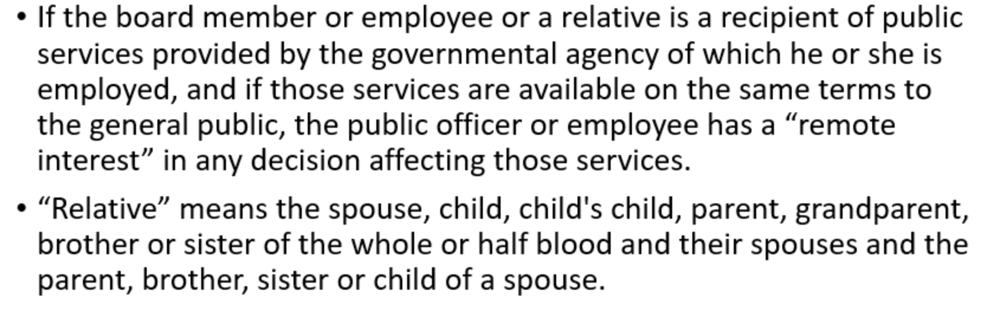 • If the board member or employee or a relative is a recipient of public
services provided by the governmental agency of which he or she is
employed, and if those services are available on the same terms to
the general public, the public officer or employee has a “remote
interest” in any decision affecting those services.
• “Relative” means the spouse, child, child's child, parent, grandparent,
brother or sister of the whole or half blood and their spouses and the
parent, brother, sister or child of a spouse.